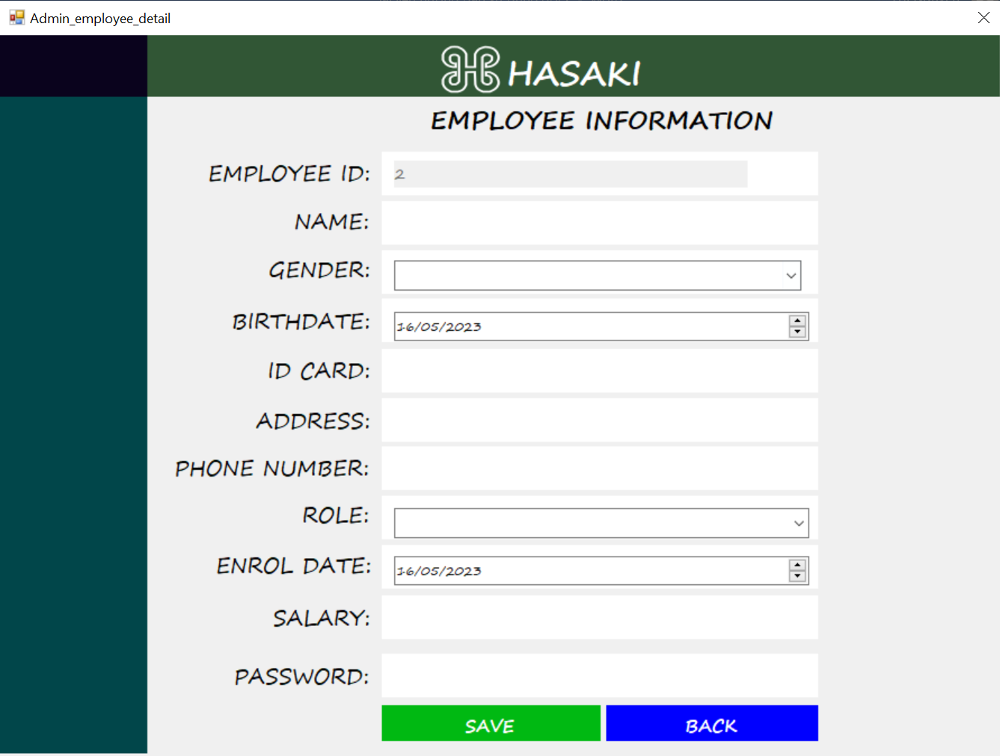 Admin_employee_detail
HASAKI
EMPLOYEE INFORMATION
EMPLOYEE ID: 2
NAME:
GENDER:
BIRTHDATE: 16/05/2023
ID CARD:
ADDRESS:
PHONE NUMBER:
ROLE:
ENROL DATE: 16/05/2023
SALARY:
PASSWORD:
SAVE BACK